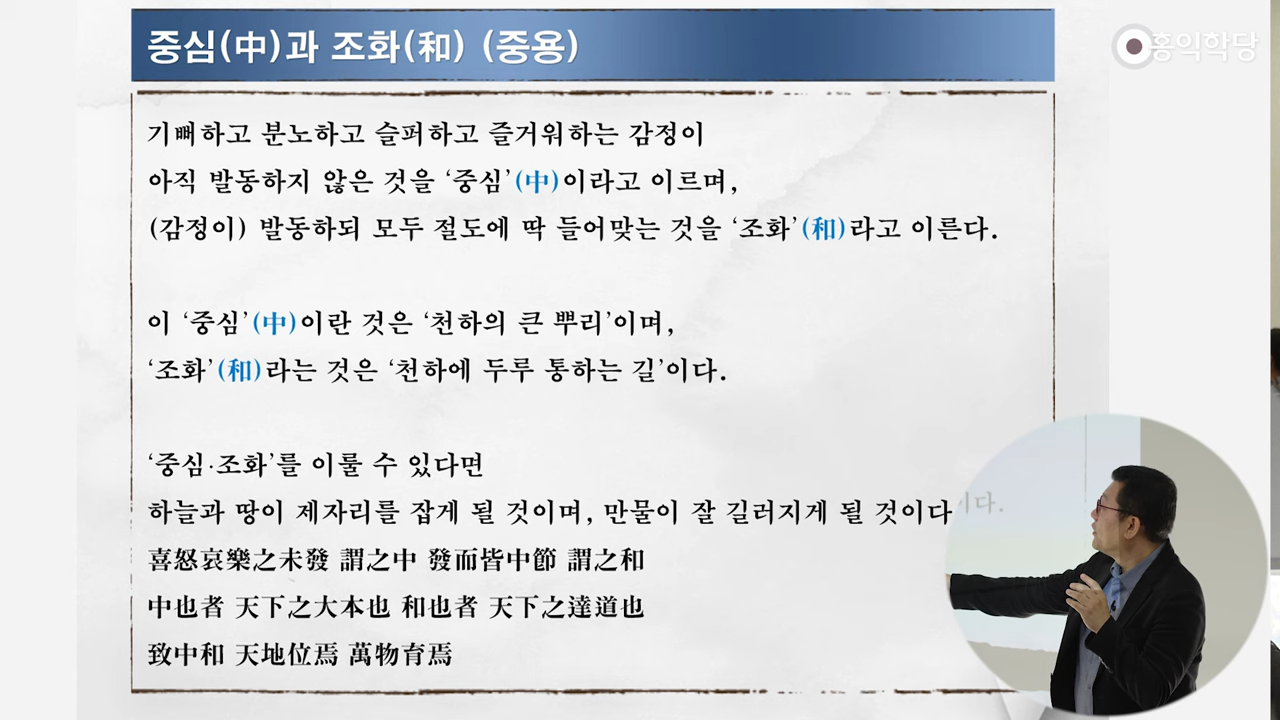 중심(中)과 조화(和) (중용)
홍익학당
기뻐하고 분노하고 슬퍼하고 즐거워하는 감정이
아직 발동하지 않은 것을 ‘중심’(中)이라고 이르며,
(감정이) 발동하되 모두 절도에 딱 들어맞는 것을 ‘조화’(和)라고 이른다.
이 ‘중심’(中)이란 것은 ‘천하의 큰 뿌리’이며,
‘조화’(和)라는 것은 ‘천하에 두루 통하는 길’이다.
‘중심·조화’를 이룰 수 있다면
하늘과 땅이 제자리를 잡게 될 것이며, 만물이 잘 길러지게 될 것이다
이다.
喜怒哀樂之未發 謂之中 發而皆中節 謂之和
中也者 天下之大本也 和也者 天下之達道也
致中和 天地位焉 萬物育焉